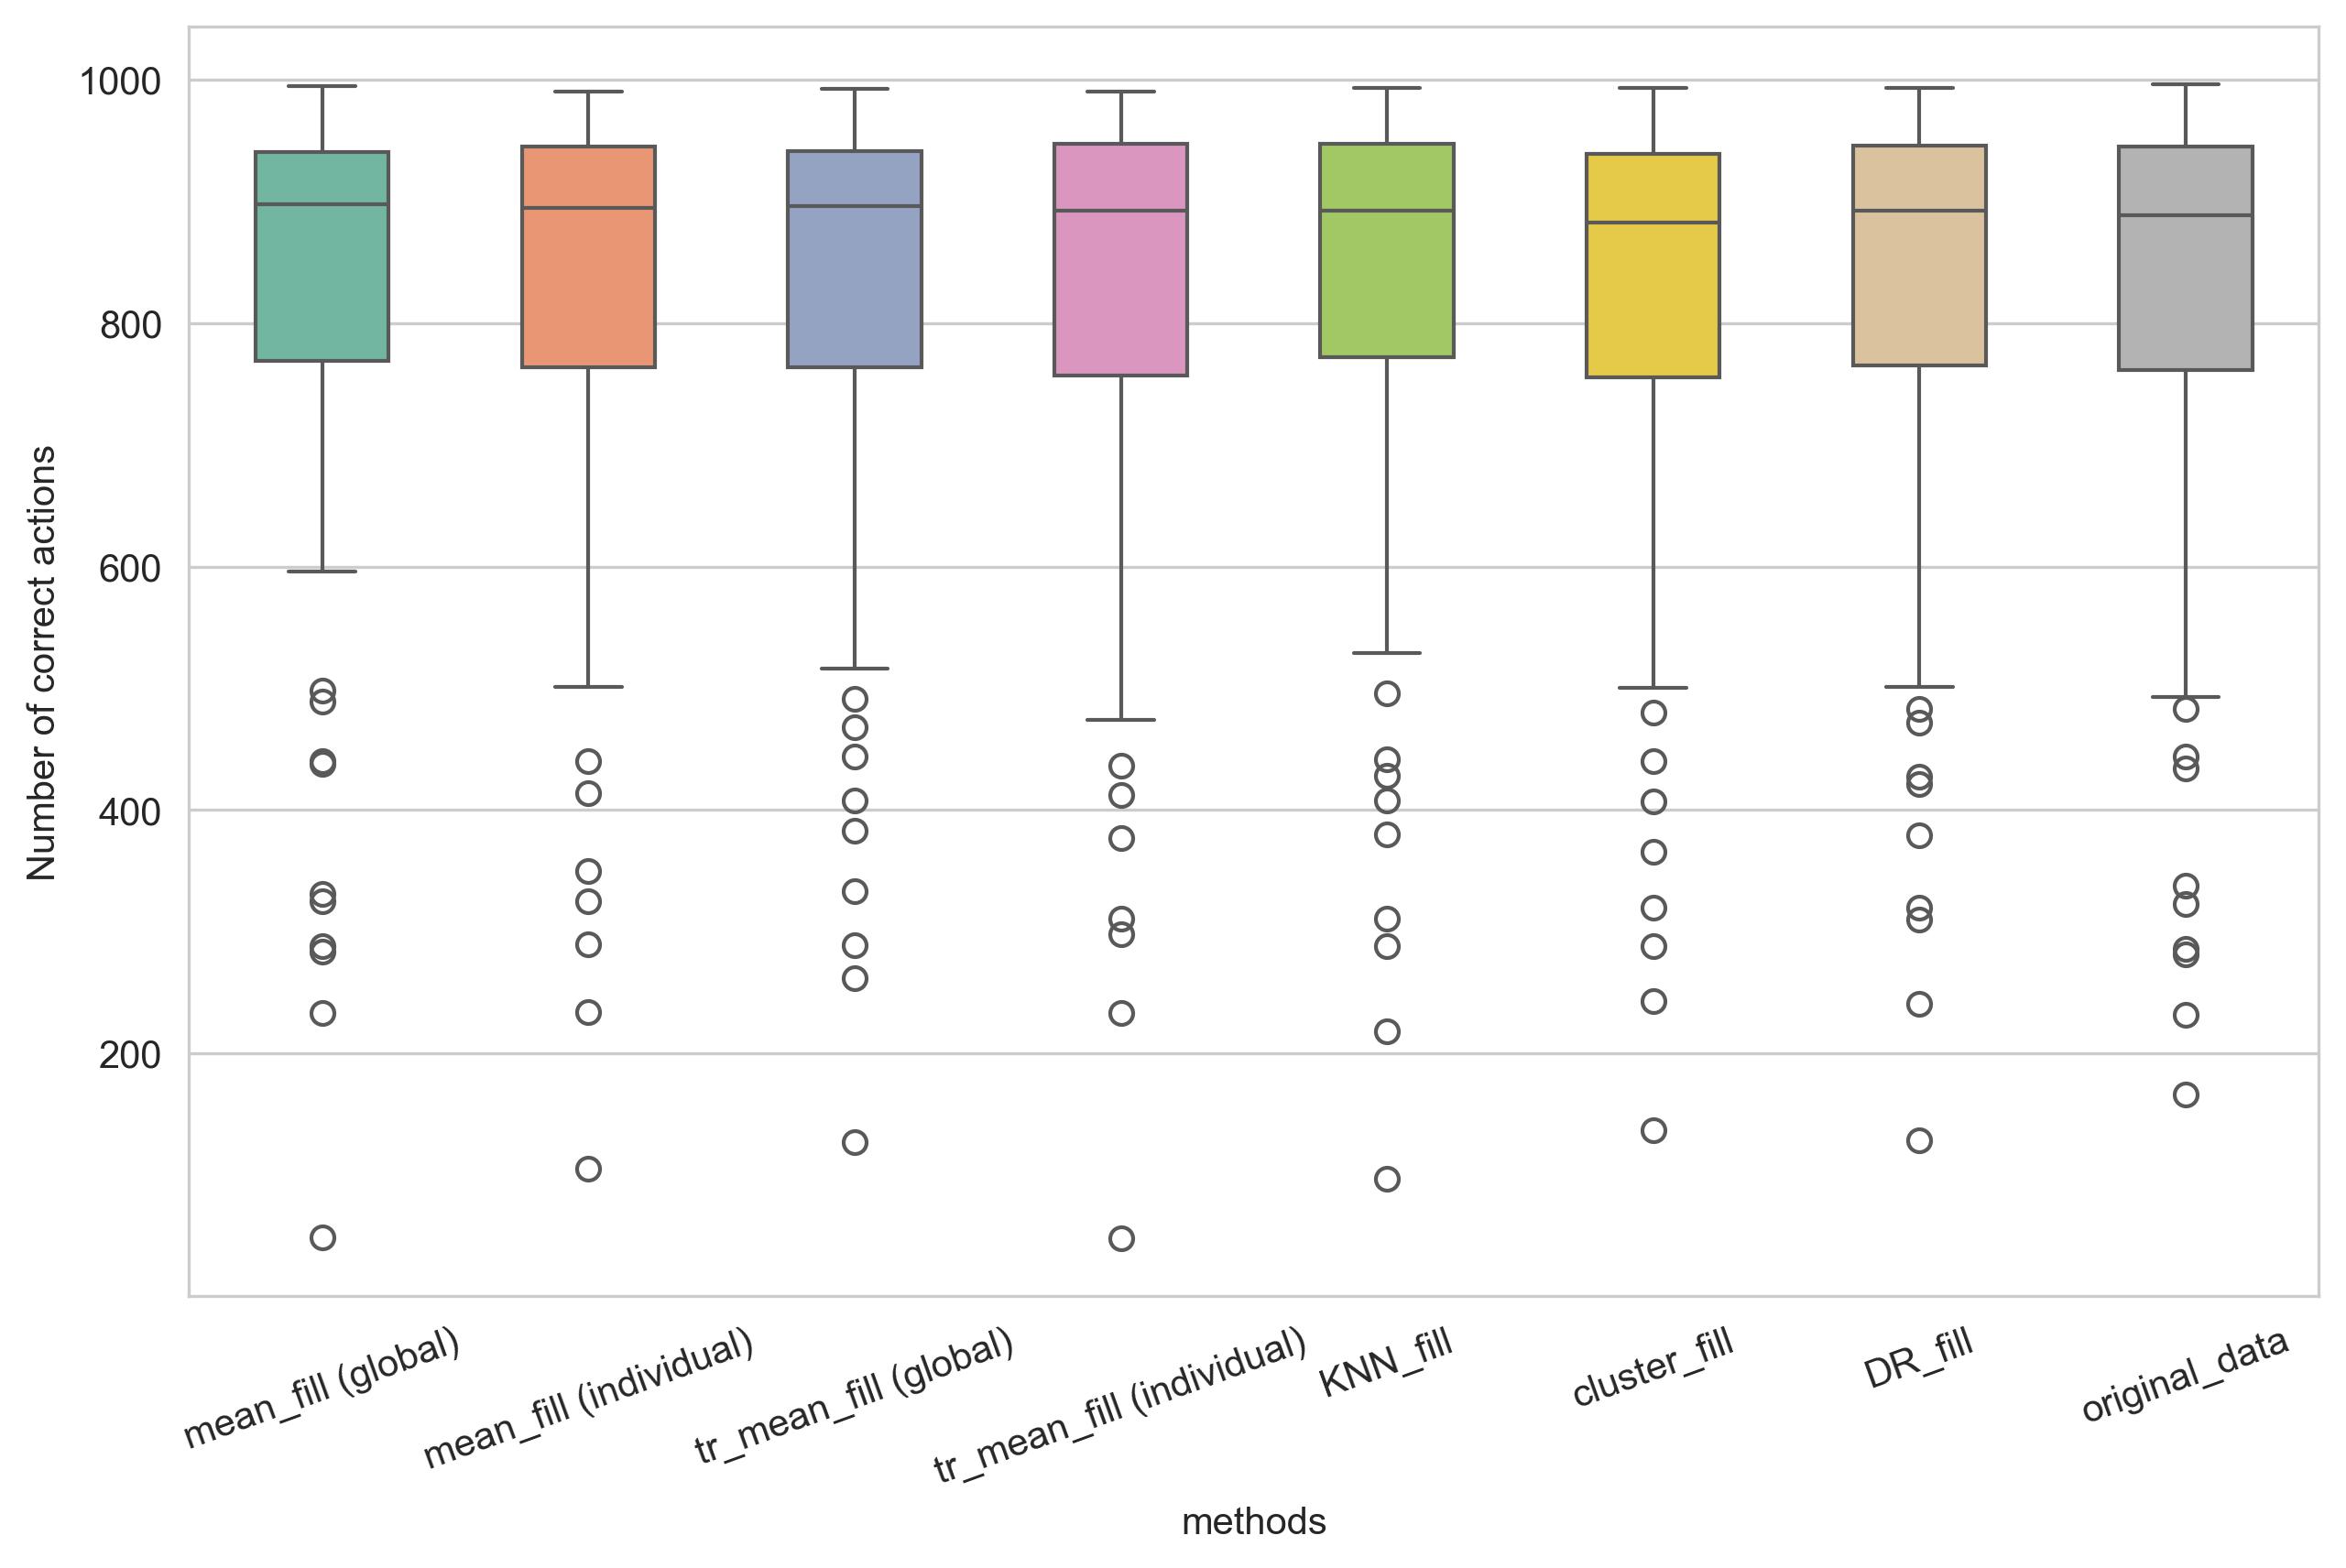 1000
800
600
400
200
Number of correct actions
mean_fill (global)
mean_fill (individual)
tr_mean_fill (global)
tr_mean_fill (individual)
KNN_fill
cluster_fill
DR_fill
original_data
methods